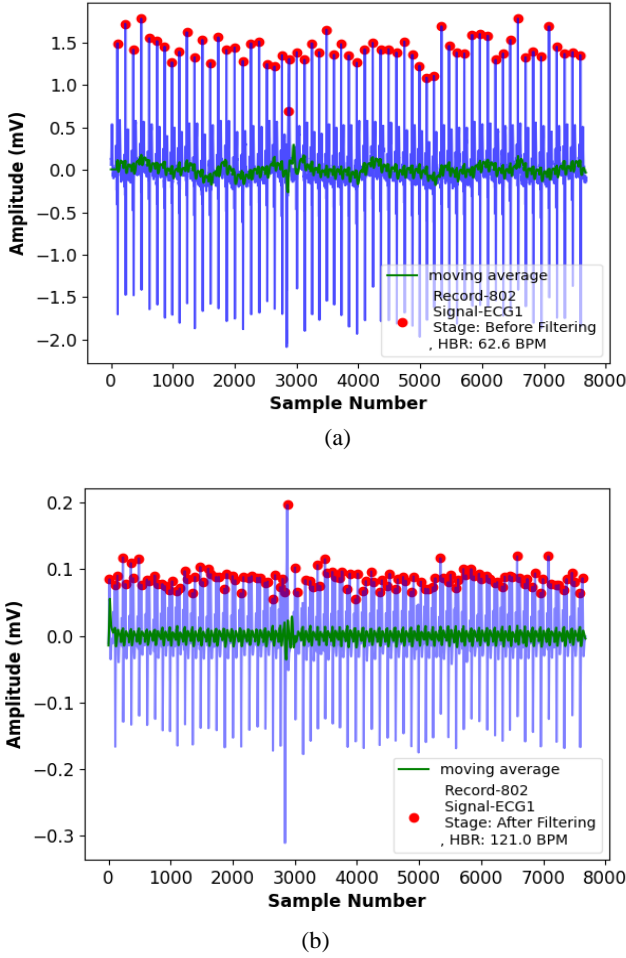 1.5
1.0
0.5
0.0
−0.5
−1.0
−1.5
−2.0
Amplitude (mV)
moving average
Record-802
Signal-ECG1
Stage: Before Filtering
, HBR: 62.6 BPM
0 1000 2000 3000 4000 5000 6000 7000 8000
Sample Number
(a)
0.2
0.1
0.0
−0.1
−0.2
−0.3
Amplitude (mV)
moving average
Record-802
Signal-ECG1
Stage: After Filtering
, HBR: 121.0 BPM
0 1000 2000 3000 4000 5000 6000 7000 8000
Sample Number
(b)